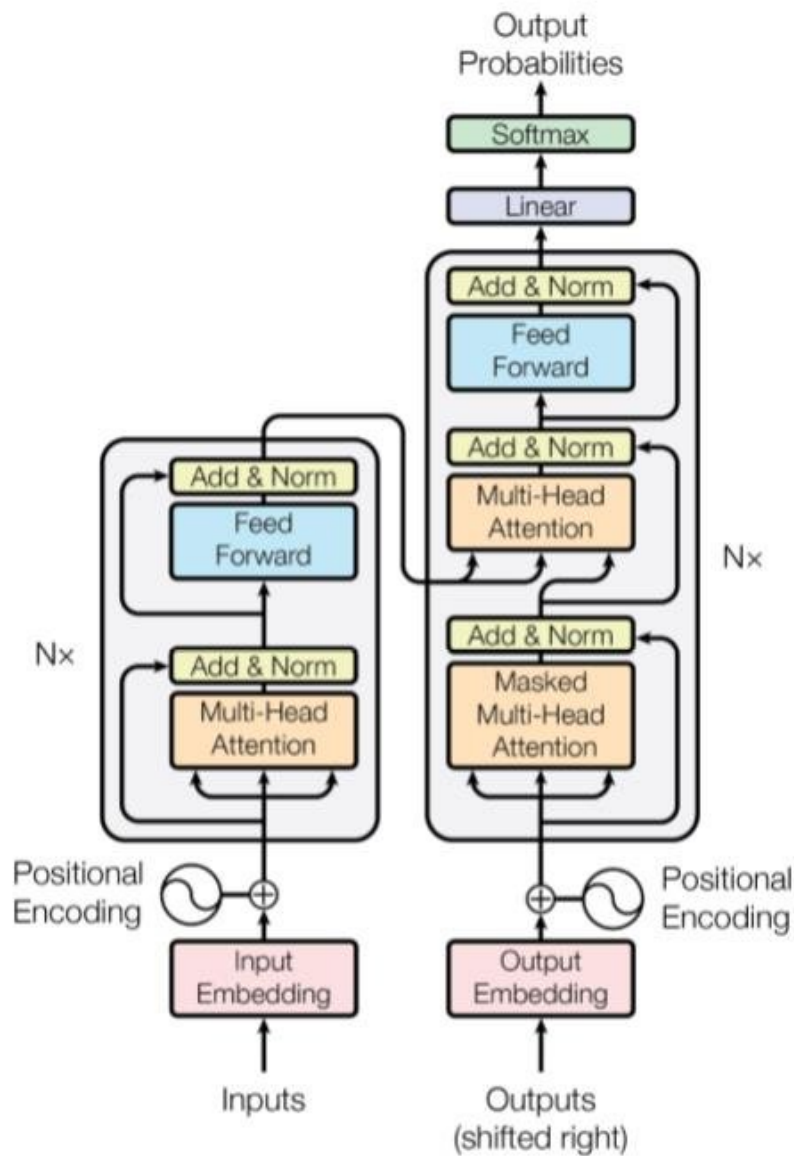 Output
Probabilities
Softmax
Linear
Add & Norm
Feed
Forward
Add & Norm
Multi-Head
Attention
Add & Norm
Masked
Multi-Head
Attention
Nx
Add & Norm
Feed
Forward
Add & Norm
Multi-Head
Attention
Nx
Positional
Encoding
Positional
Encoding
Input
Embedding
Output
Embedding
Inputs
Outputs
(shifted right)